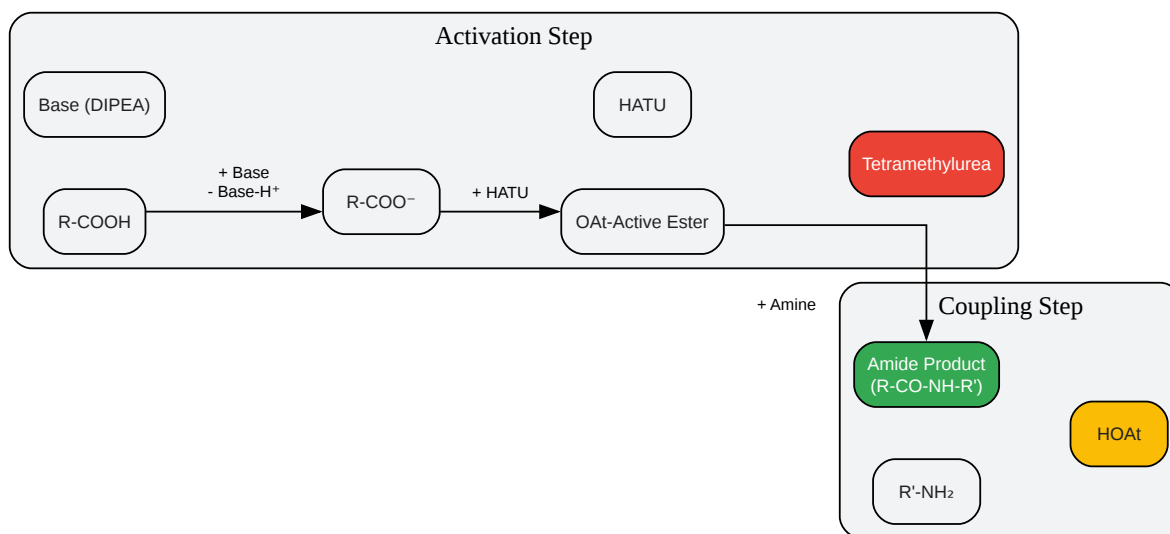 Activation Step
Base (DIPEA)
HATU
Tetramethylurea
+ Base
- Base-H⁺
R-COOH
R-COO⁻
+ HATU
OAt-Active Ester
+ Amine
Coupling Step
Amide Product
(R-CO-NH-R')
HOAt
R'-NH₂